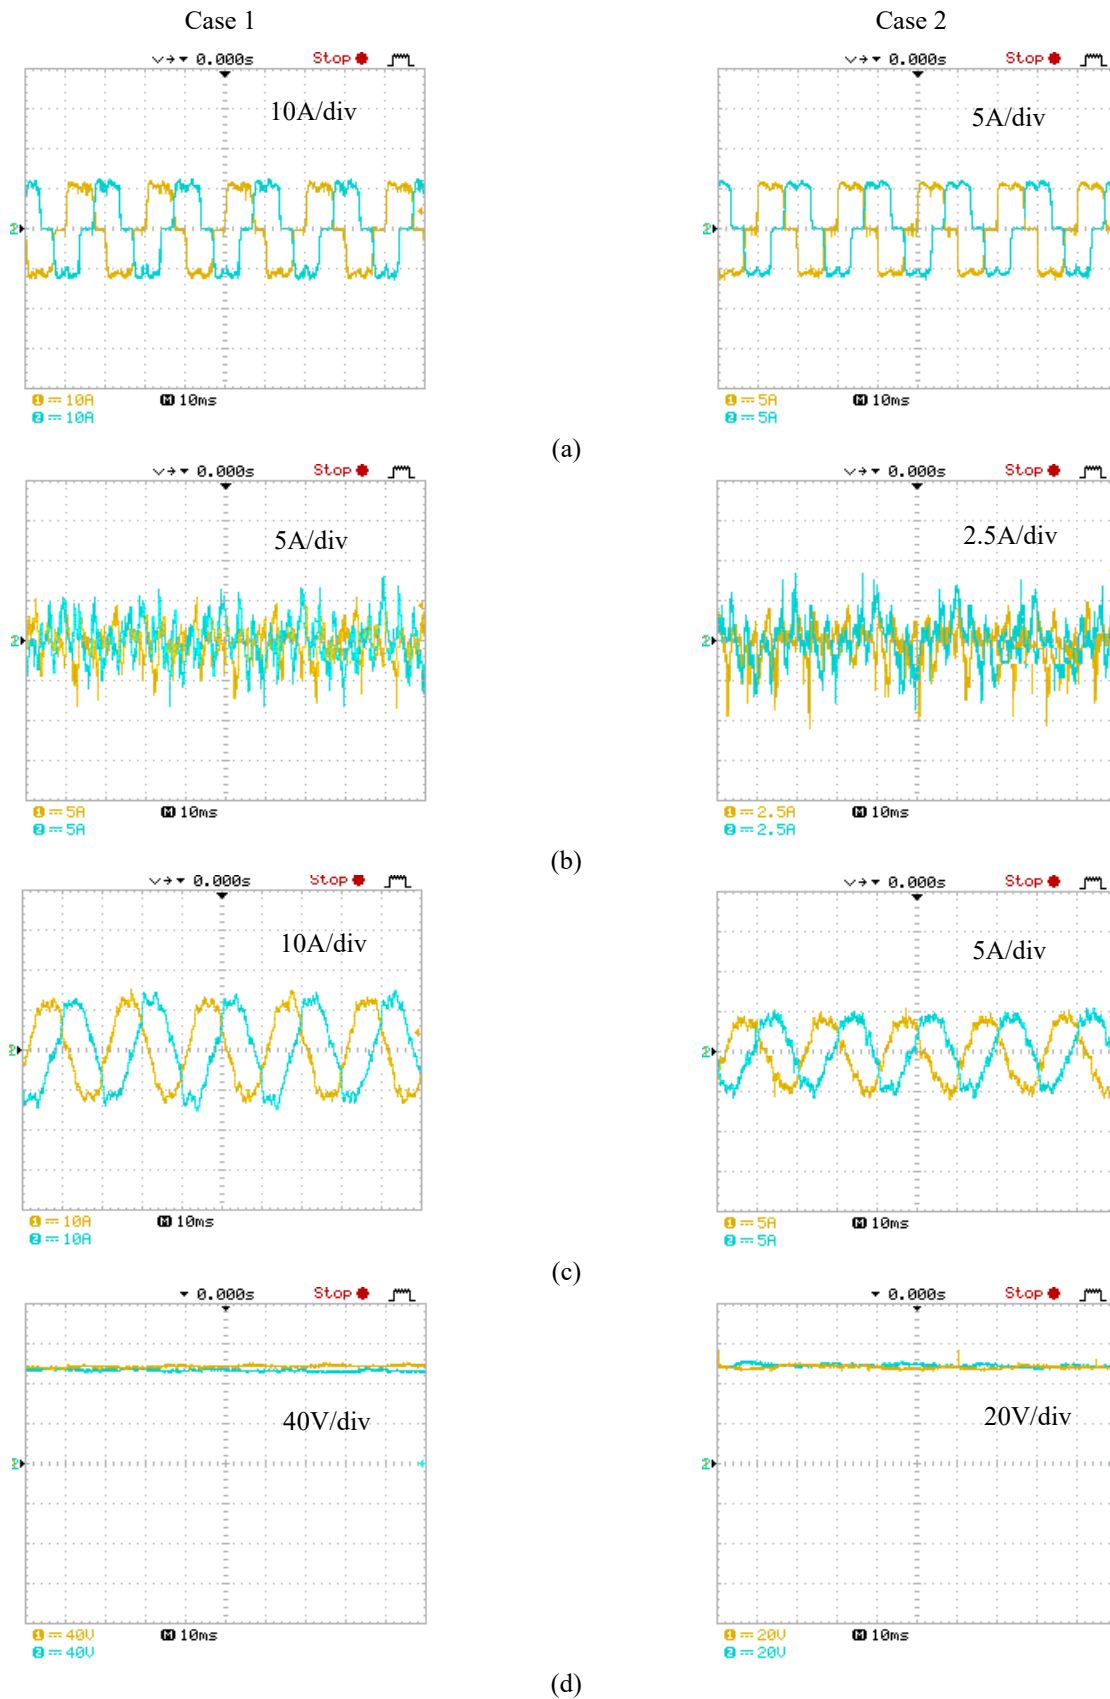 Case 1 Case 2
0.000s Stop 0.000s Stop
10A/div 5A/div
2 2
1 10A M 10ms 1 5A M 10ms
2 10A 2 5A
(a)
0.000s Stop 0.000s Stop
5A/div 2.5A/div
2 2
1 5A M 10ms 1 2.5A M 10ms
2 5A 2 2.5A
(b)
0.000s Stop 0.000s Stop
10A/div 5A/div
2 2
1 10A M 10ms 1 5A M 10ms
2 10A 2 5A
(c)
0.000s Stop 0.000s Stop
40V/div 20V/div
2 2
1 40V M 10ms 1 20V M 10ms
2 40V 2 20V
(d)